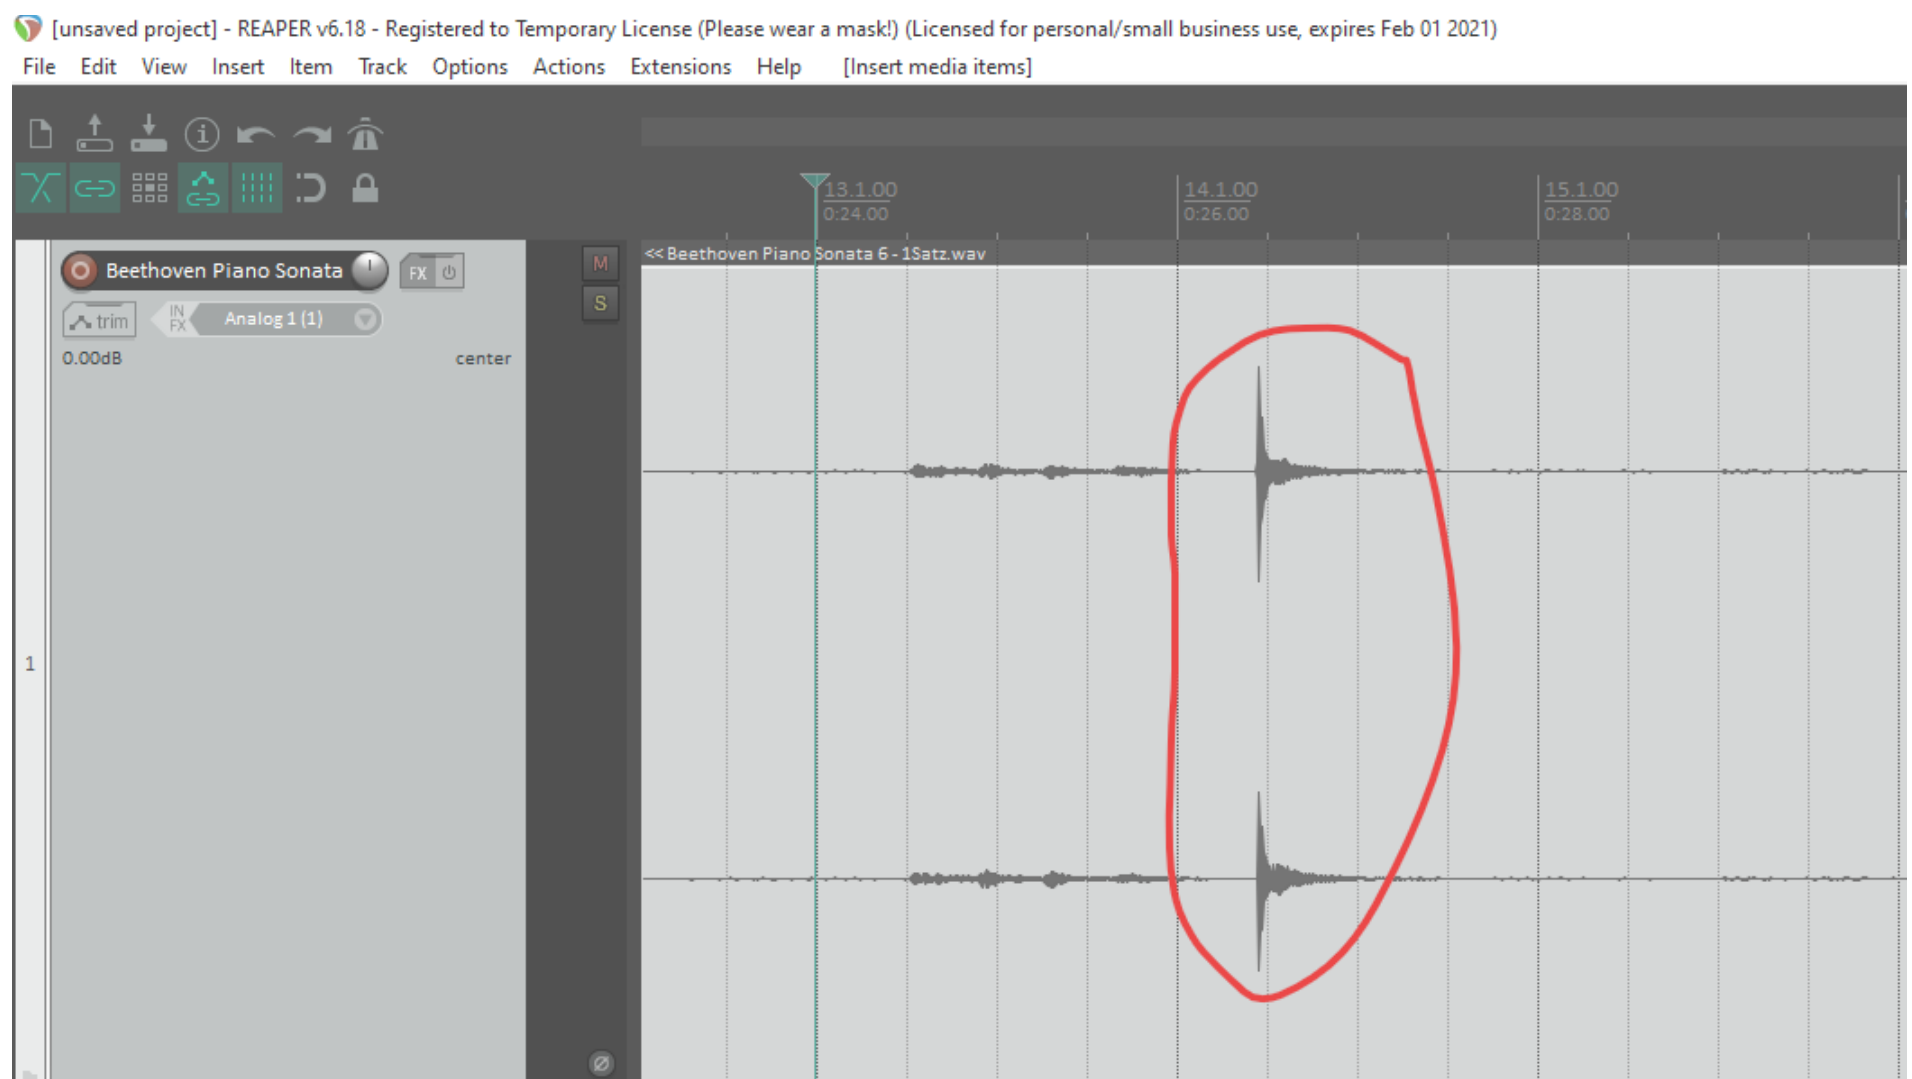 [unsaved project] - REAPER v6.18 - Registered to Temporary License (Please wear a mask!) (Licensed for personal/small business use, expires Feb 01 2021)
File Edit View Insert Item Track Options Actions Extensions Help [Insert media items]
13.1.00 14.1.00 15.1.00
0:24.00 0:26.00 0:28.00
<< Beethoven Piano Sonata 6 - 1Satz.wav
Beethoven Piano Sonata FX M
trim IN FX Analog 1 (1) S
0.00dB center
1